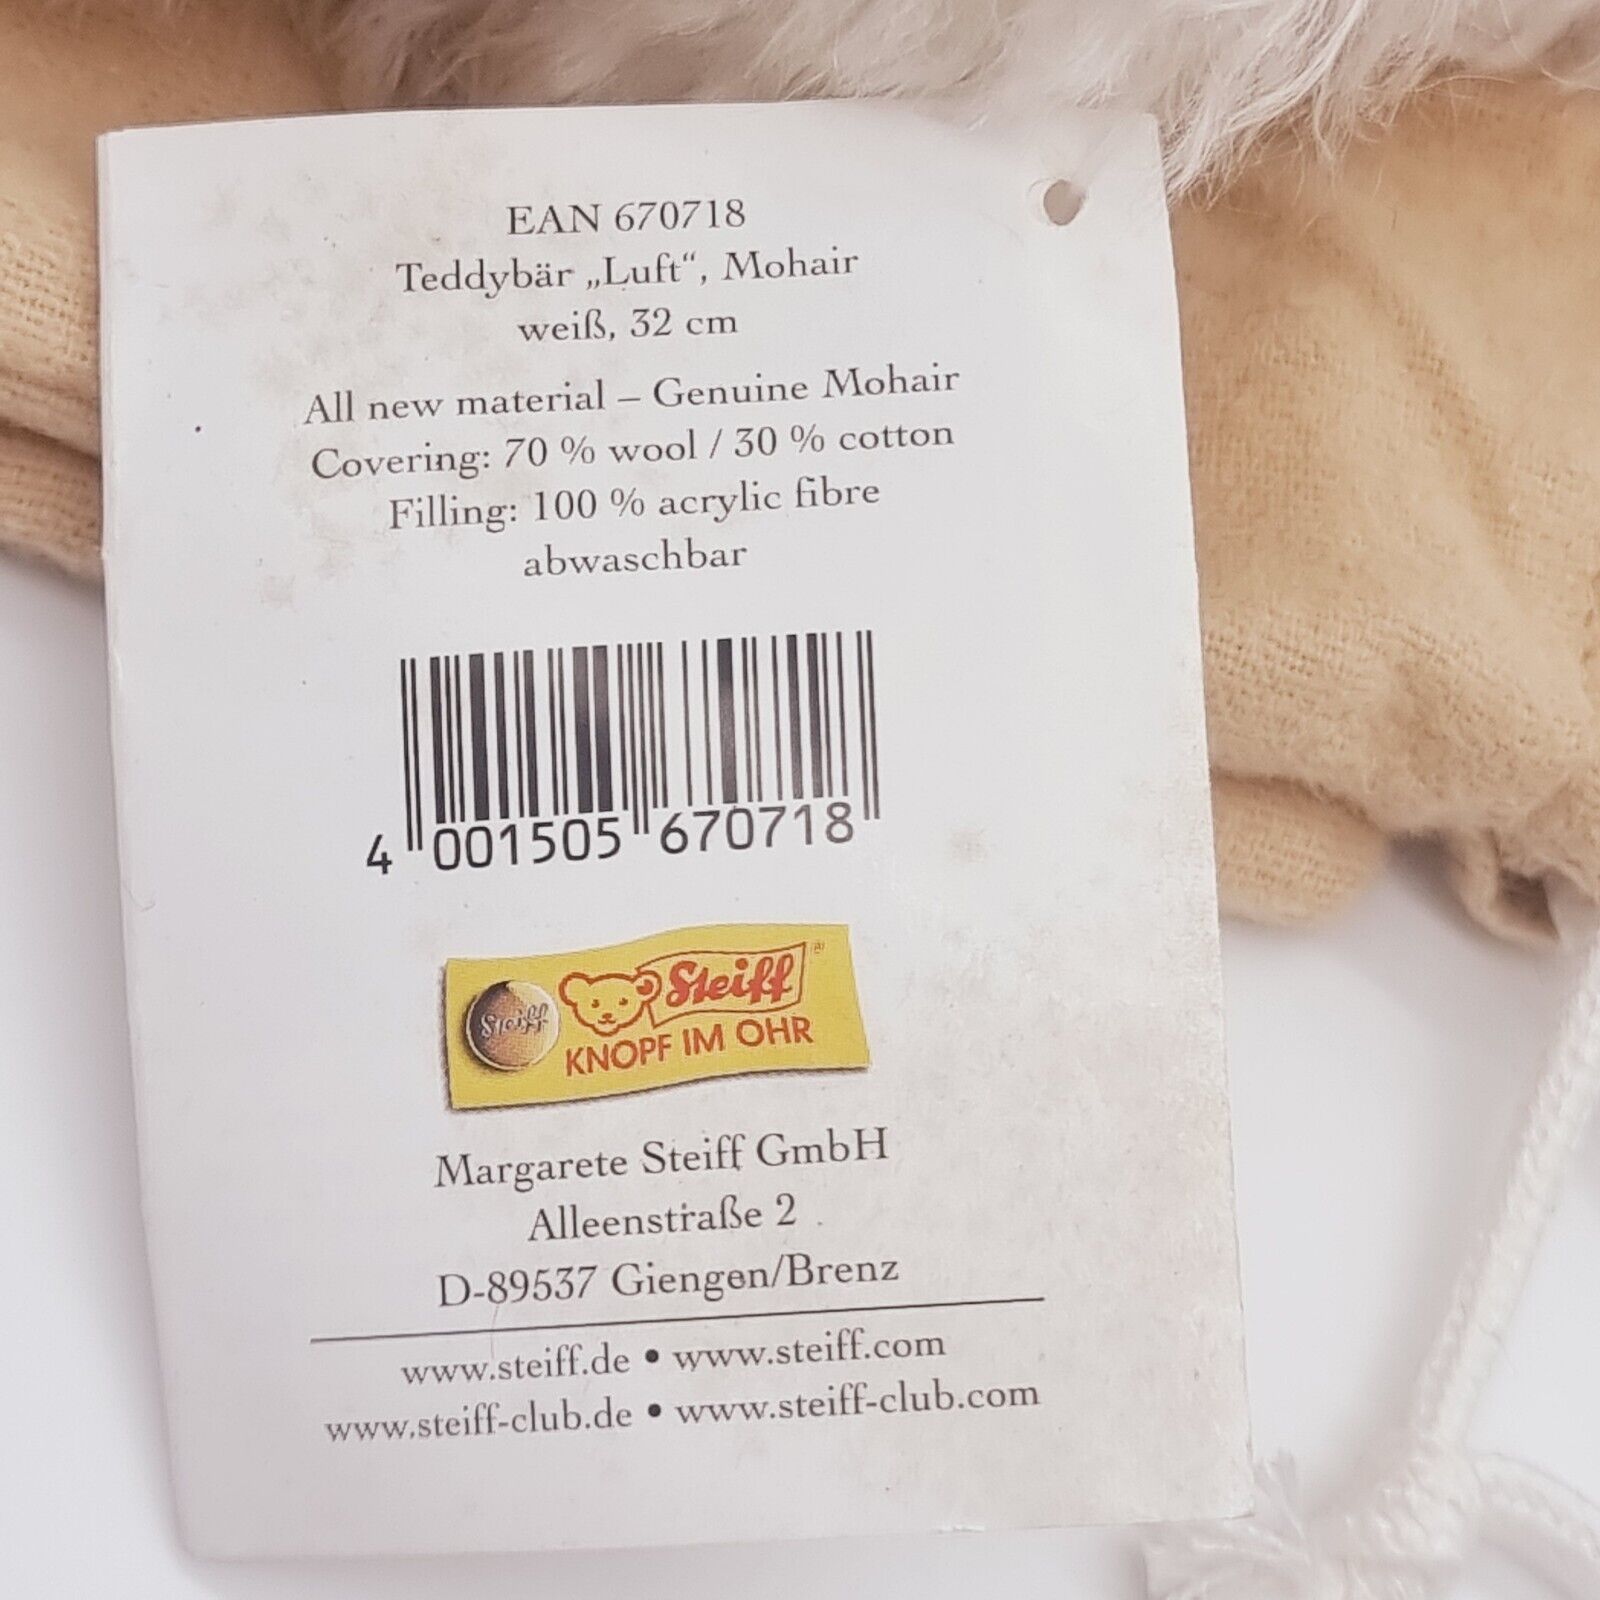 EAN 670718
Teddybär „Luft“, Mohair
weiß, 32 cm
All new material – Genuine Mohair
Covering: 70 % wool / 30 % cotton
Filling: 100 % acrylic fibre
abwaschbar
4 001505 670718
Steiff Steiff ®
KNOPF IM OHR
Margarete Steiff GmbH
Alleenstraße 2
D-89537 Giengen/Brenz
www.steiff.de • www.steiff.com
www.steiff-club.de • www.steiff-club.com